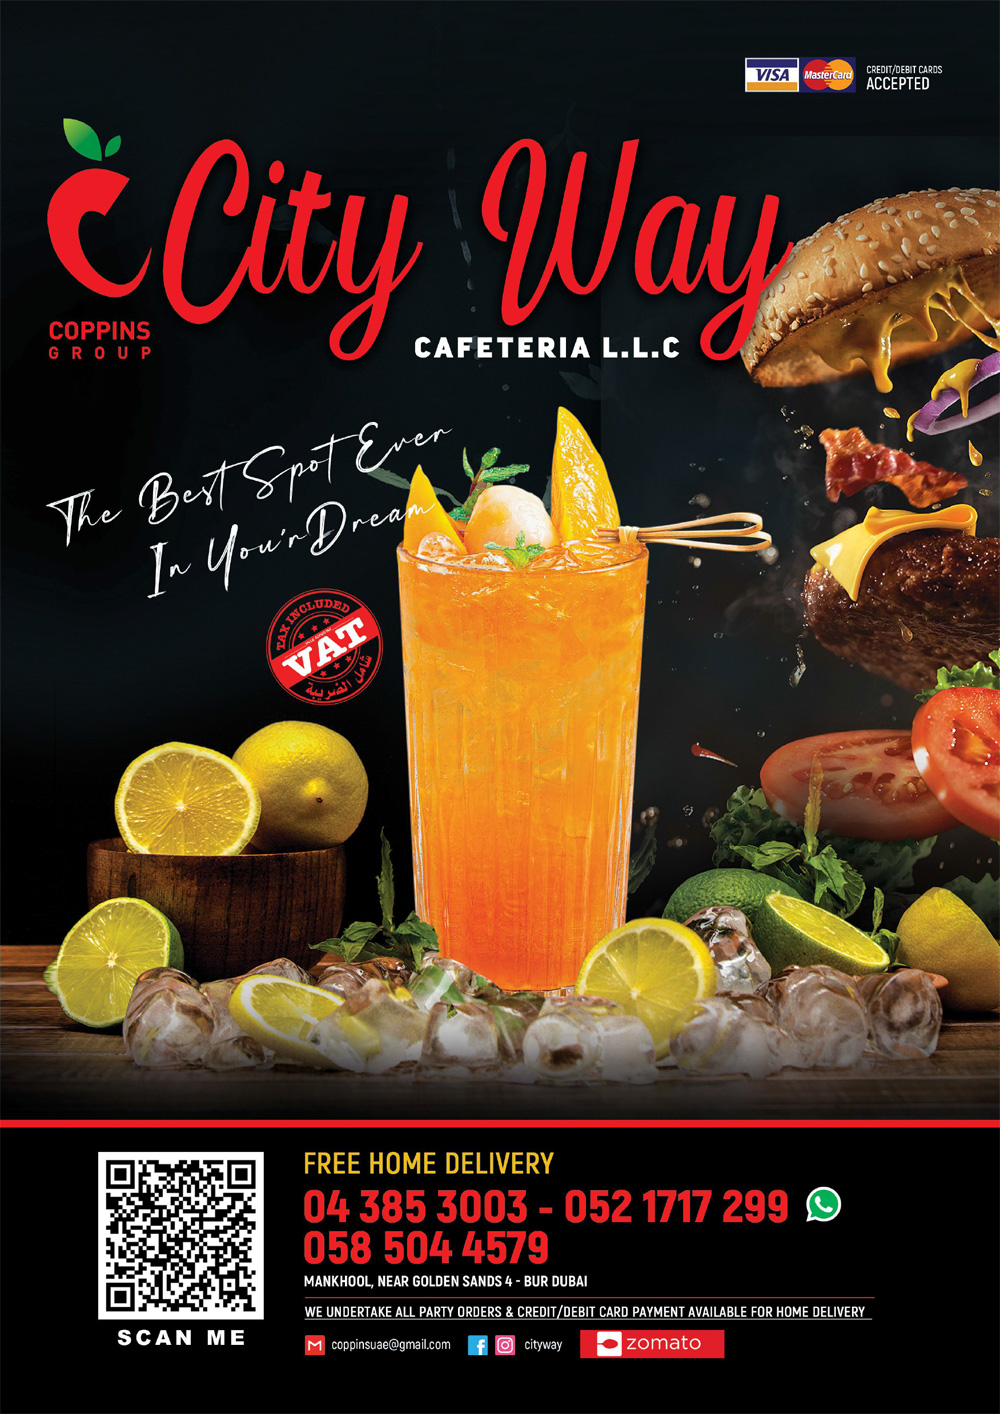 VISA
MasterCard
CREDIT/DEBIT CARDS
ACCEPTED
City Way
COPPINS
GROUP
CAFETERIA L.L.C
The Best Spot Ever
In You'r Dream
TAX INCLUDED
VAT
شامل الضريبة
FREE HOME DELIVERY
04 385 3003 - 052 1717 299
058 504 4579
MANKHOOL, NEAR GOLDEN SANDS 4 - BUR DUBAI
WE UNDERTAKE ALL PARTY ORDERS & CREDIT/DEBIT CARD PAYMENT AVAILABLE FOR HOME DELIVERY
SCAN ME
coppinsuae@gmail.com
cityway
zomato